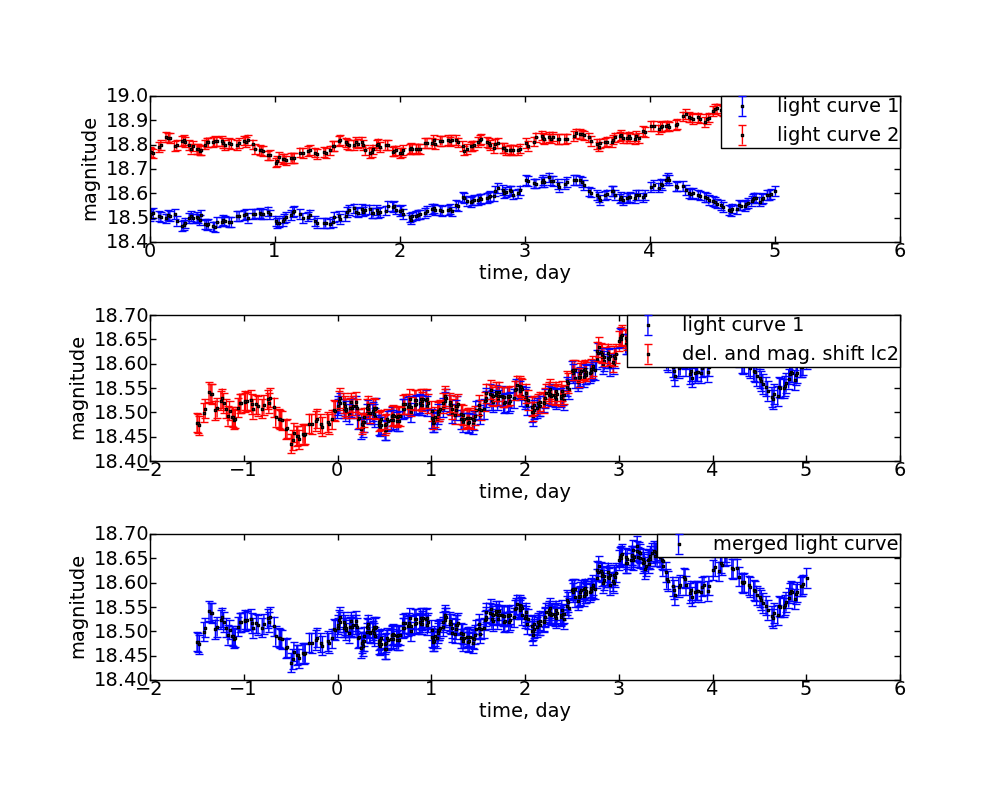 19.0
18.9
18.8
18.7
18.6
18.5
18.4
magnitude
light curve 1
light curve 2
0 1 2 3 4 5 6
time, day
18.70
18.65
18.60
18.55
18.50
18.45
18.40
magnitude
light curve 1
del. and mag. shift lc2
−2 −1 0 1 2 3 4 5 6
time, day
18.70
18.65
18.60
18.55
18.50
18.45
18.40
magnitude
merged light curve
−2 −1 0 1 2 3 4 5 6
time, day